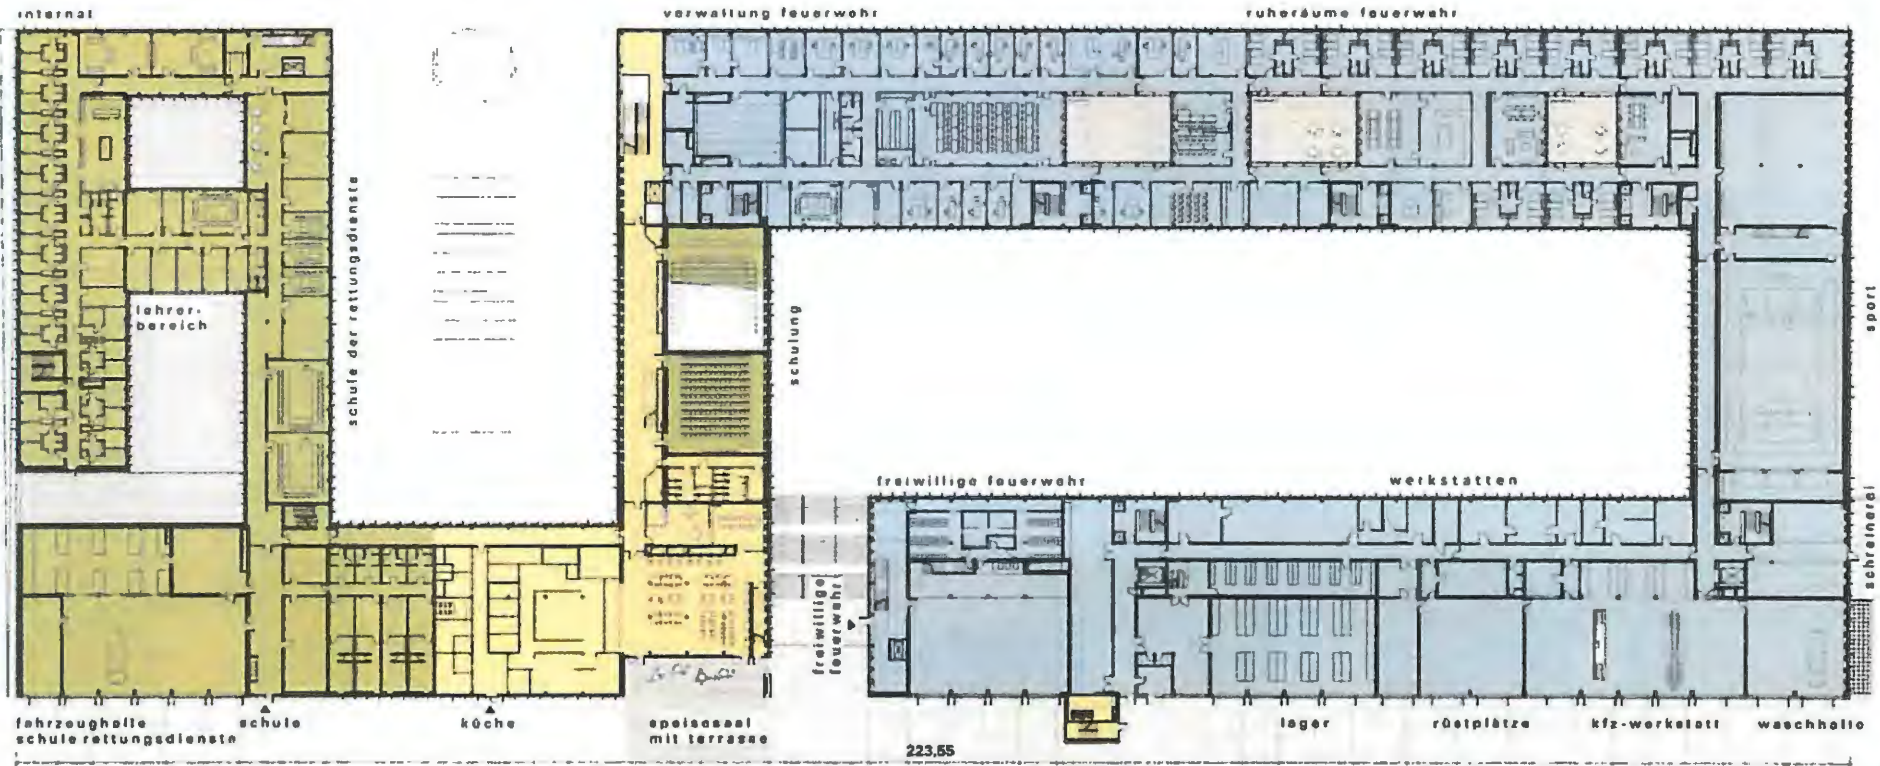 internat
verwaltung feuerwehr
ruheräume feuerwehr
lehrer-
bereich
schule der rettungsdienste
schulung
sport
freiwillige feuerwehr
werkstätten
schreinerei
freiwillige
feuerwehr
fahrzeughalle
schule rettungsdienste
schule
küche
speisesaal
mit terrasse
lager
rüstplätze
kfz-werkstatt
waschhalle
223,55